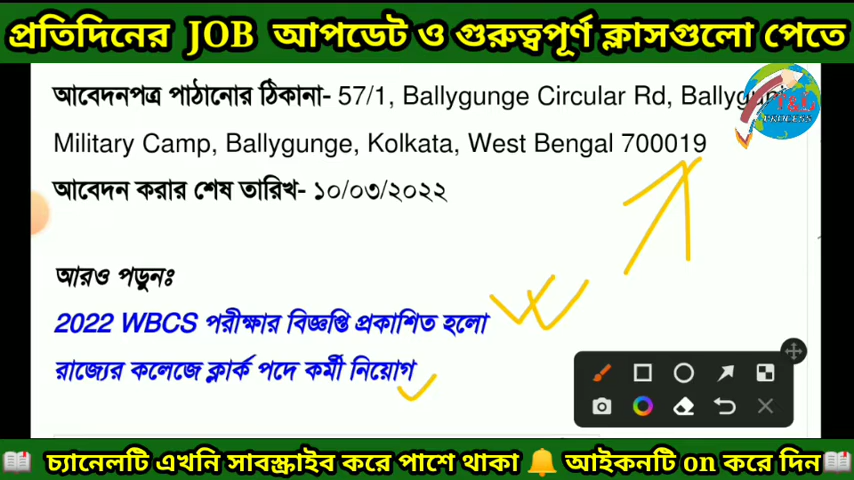 প্রতিদিনের JOB আপডেট ও গুরুত্বপূর্ণ ক্লাসগুলো পেতে
আবেদনপত্র পাঠানোর ঠিকানা- 57/1, Ballygunge Circular Rd,
Military Camp, Ballygunge, Kolkata, West Bengal 700019
PROCESS
আবেদন করার শেষ তারিখ- ১০/০৩/২০২২
আরও পড়ুনঃ
2022 WBCS পরীক্ষার বিজ্ঞপ্তি প্রকাশিত হলো
রাজ্যের কলেজে ক্লার্ক পদে কর্মী নিয়োগ
চ্যানেলটি এখনি সাবস্ক্রাইব করে পাশে থাকা আইকনটি on করে দিন